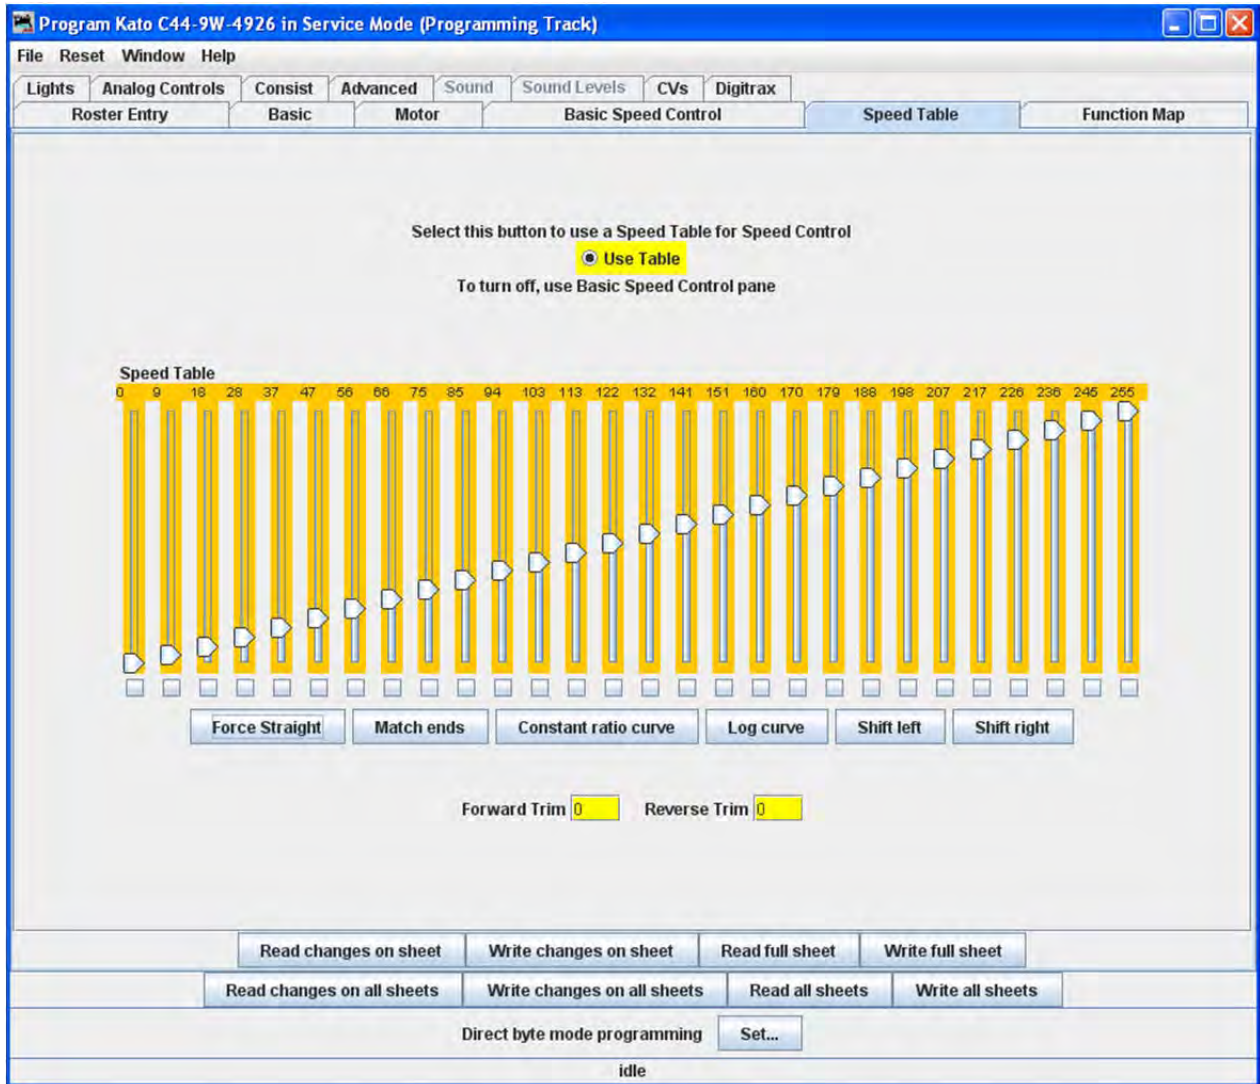 Program Kato C44-9W-4926 in Service Mode (Programming Track)
File Reset Window Help
Lights Analog Controls Consist Advanced Sound Sound Levels CVs Digitrax
Roster Entry Basic Motor Basic Speed Control Speed Table Function Map
Select this button to use a Speed Table for Speed Control
Use Table
To turn off, use Basic Speed Control pane
Speed Table
0 9 18 28 37 47 56 66 75 85 94 103 113 122 132 141 151 160 170 179 188 198 207 217 226 236 245 255
Force Straight Match ends Constant ratio curve Log curve Shift left Shift right
Forward Trim 0 Reverse Trim 0
Read changes on sheet Write changes on sheet Read full sheet Write full sheet
Read changes on all sheets Write changes on all sheets Read all sheets Write all sheets
Direct byte mode programming Set...
idle